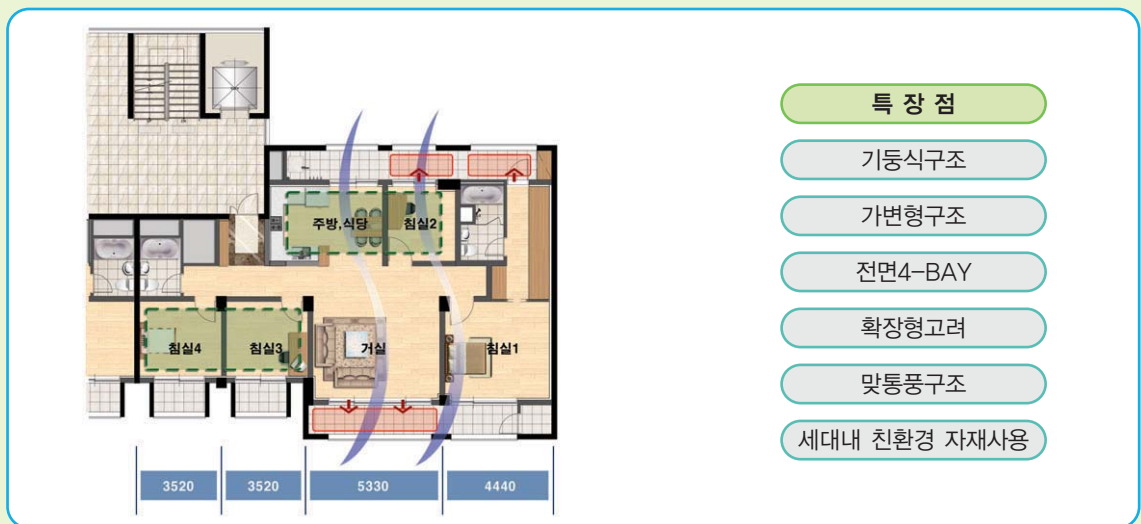 주방,식당
침실2
침실4
침실3
거실
침실1
3520
3520
5330
4440
특 장 점
기둥식구조
가변형구조
전면4-BAY
확장형고려
맞통풍구조
세대내 친환경 자재사용